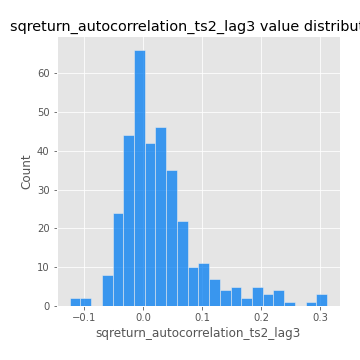 sqreturn_autocorrelation_ts2_lag3 value distribut
60
50
40
30
20
10
0
Count
−0.1 0.0 0.1 0.2 0.3
sqreturn_autocorrelation_ts2_lag3